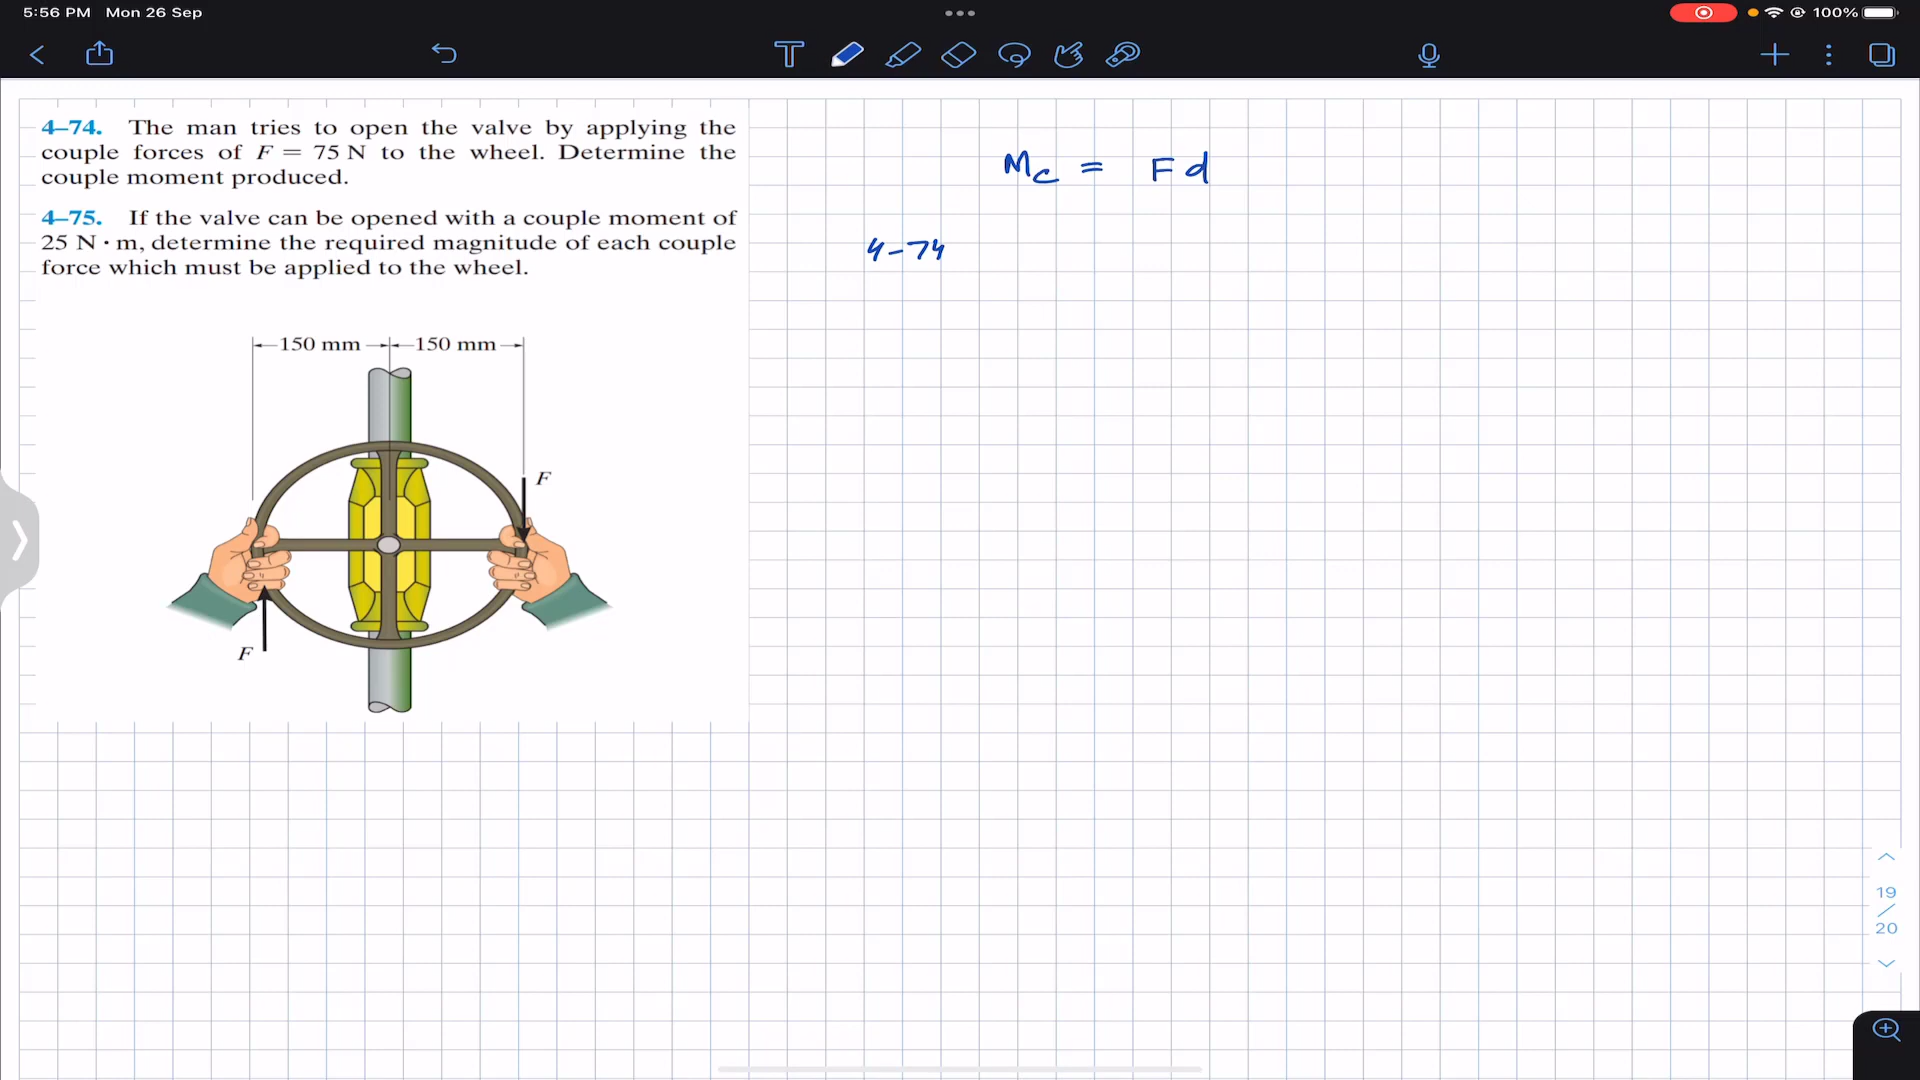 5:56 PM Mon 26 Sep
100%
4–74. The man tries to open the valve by applying the
couple forces of F = 75 N to the wheel. Determine the
couple moment produced.
4–75. If the valve can be opened with a couple moment of
25 N · m, determine the required magnitude of each couple
force which must be applied to the wheel.
150 mm 150 mm
F
F
Mc = Fd
4-74
19
/
20